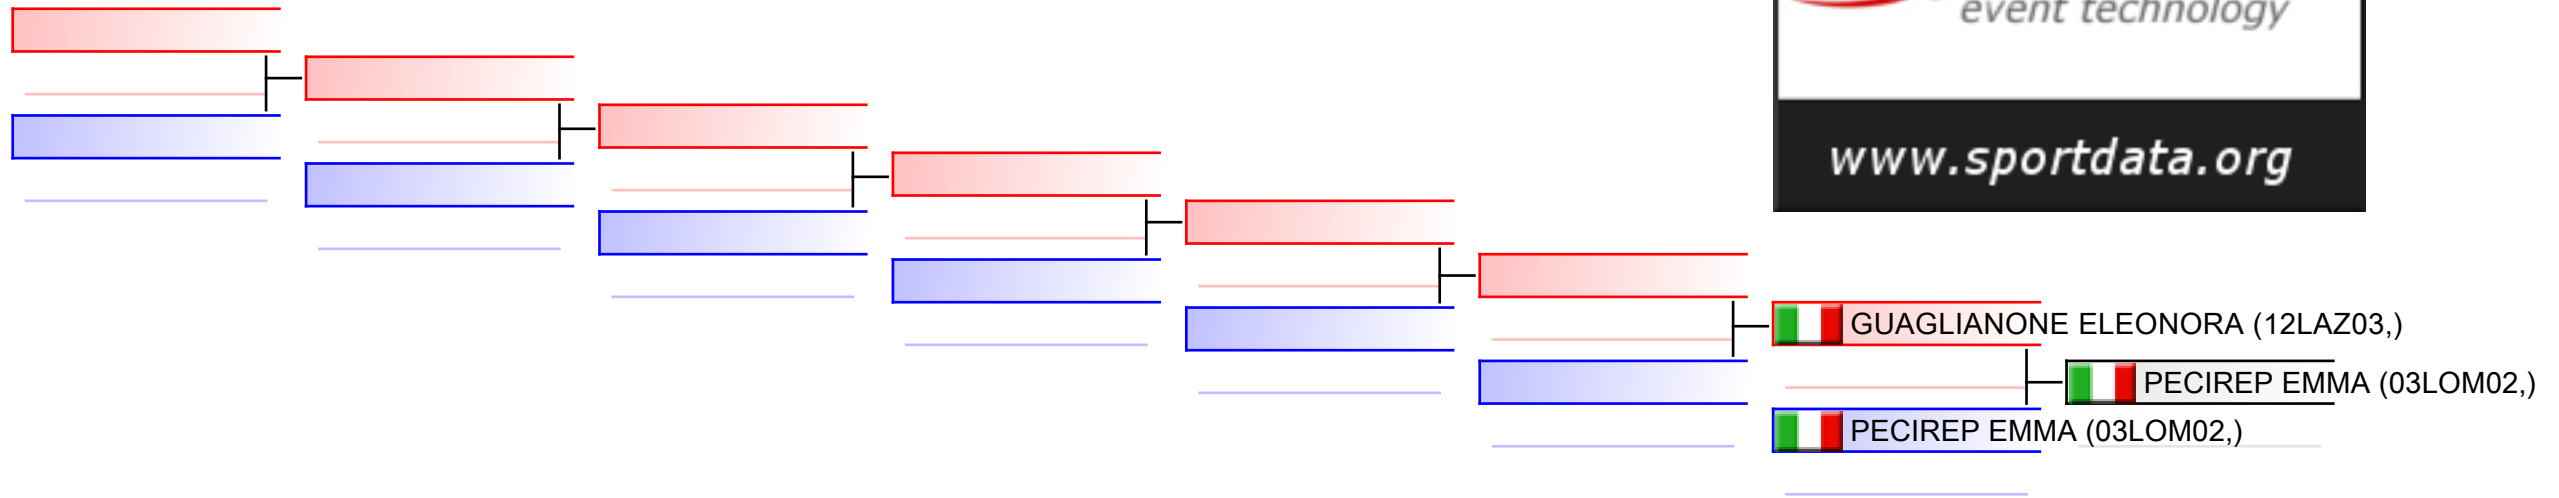 event technology
www.sportdata.org
GUAGLIANONE ELEONORA (12LAZ03,)
PECIREP EMMA (03LOM02,)
PECIREP EMMA (03LOM02,)